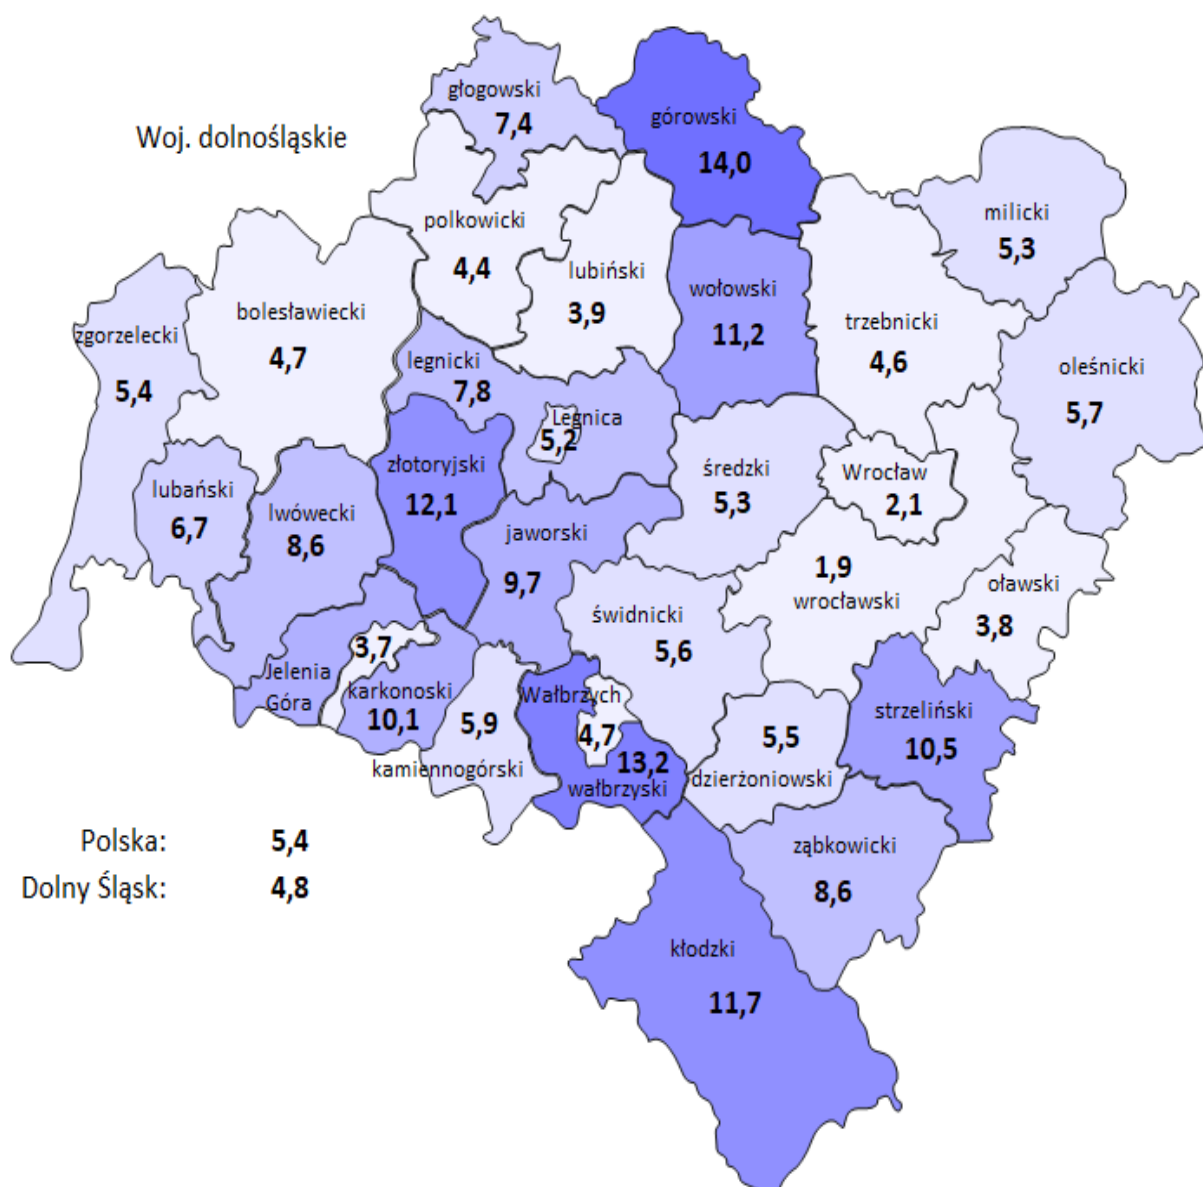 głogowski
7,4
górowski
14,0
Woj. dolnośląskie
milicki
5,3
polkowicki
4,4
lubiński
3,9
wołowski
11,2
trzebnicki
4,6
bolesławiecki
4,7
zgorzelecki
5,4
legnicki
7,8
oleśnicki
5,7
Legnica
5,2
złotoryjski
12,1
średzki
5,3
Wrocław
2,1
lubański
6,7
lwówecki
8,6
jaworski
9,7
1,9
wrocławski
oławski
3,8
świdnicki
5,6
3,7
Jelenia
Góra
karkonoski
10,1
Wałbrzych
4,7
5,9
kamiennogórski
13,2
wałbrzyski
5,5
dzierżoniowski
strzeliński
10,5
ząbkowicki
8,6
Polska: 5,4
Dolny Śląsk: 4,8
kłodzki
11,7